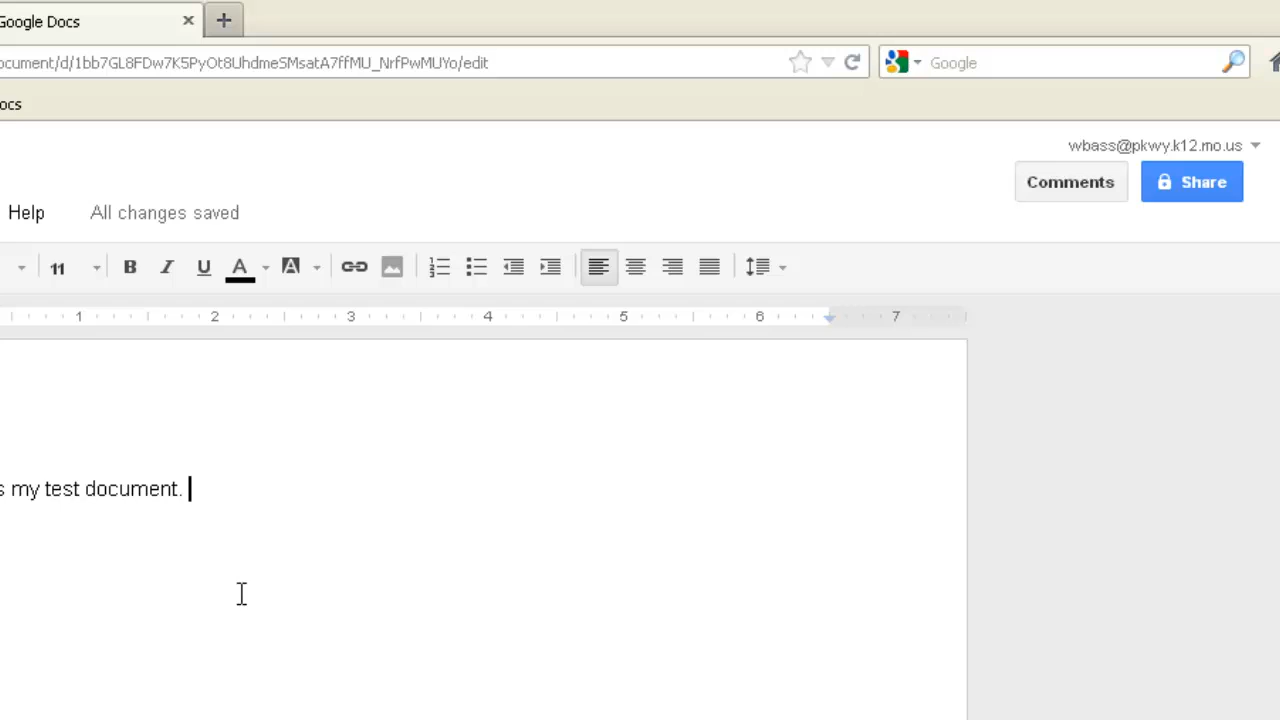 Google Docs
ocument/d/1bb7GL8FDw7K5PyOt8UhdmeSMsatA7ffMU_NrfPwMUYo/edit
Google
ocs
wbass@pkwy.k12.mo.us
Comments
Share
Help
All changes saved
11
B I U A A
1 2 3 4 5 6 7
s my test document.